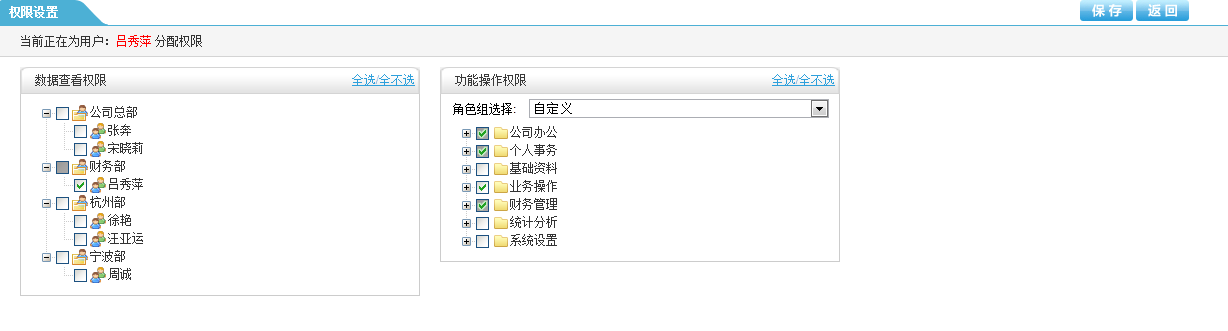 权限设置
保 存
返 回
当前正在为用户：吕秀萍 分配权限
数据查看权限
全选/全不选
公司总部
张奔
宋晓莉
财务部
吕秀萍
杭州部
徐艳
汪亚运
宁波部
周诚
功能操作权限
全选/全不选
角色组选择:
自定义
公司办公
个人事务
基础资料
业务操作
财务管理
统计分析
系统设置